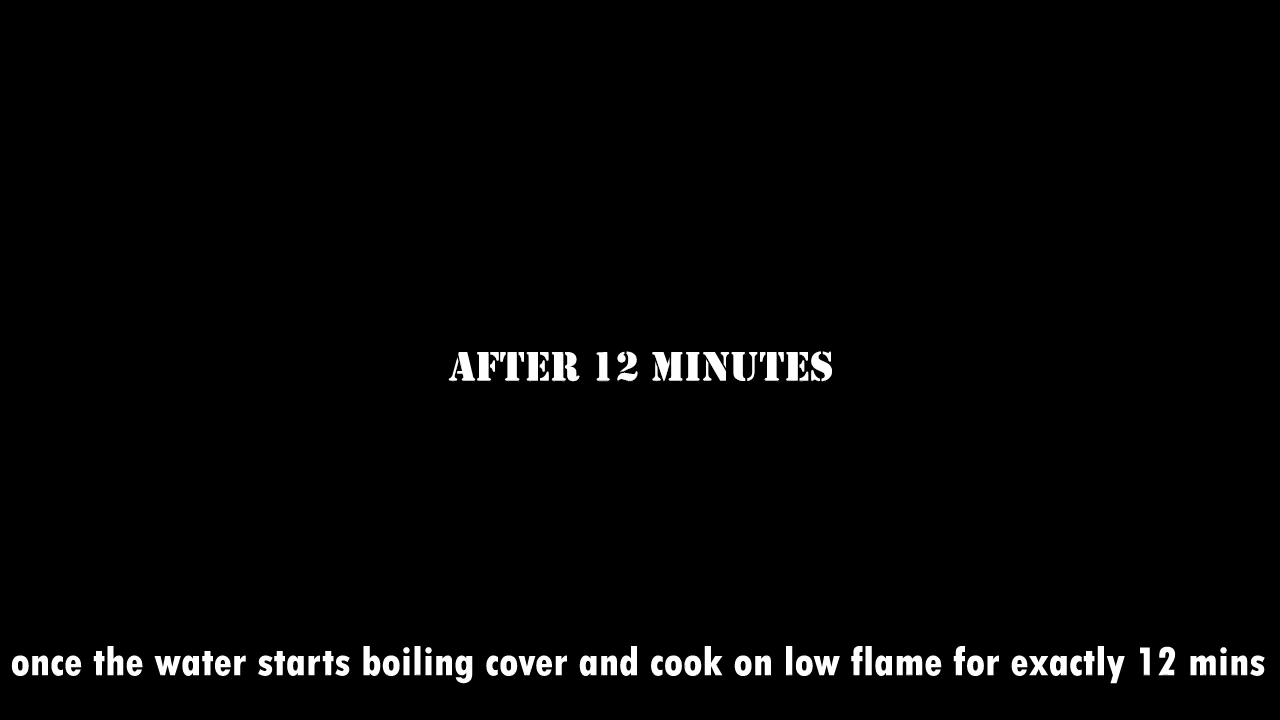 AFTER 12 MINUTES
once the water starts boiling cover and cook on low flame for exactly 12 mins